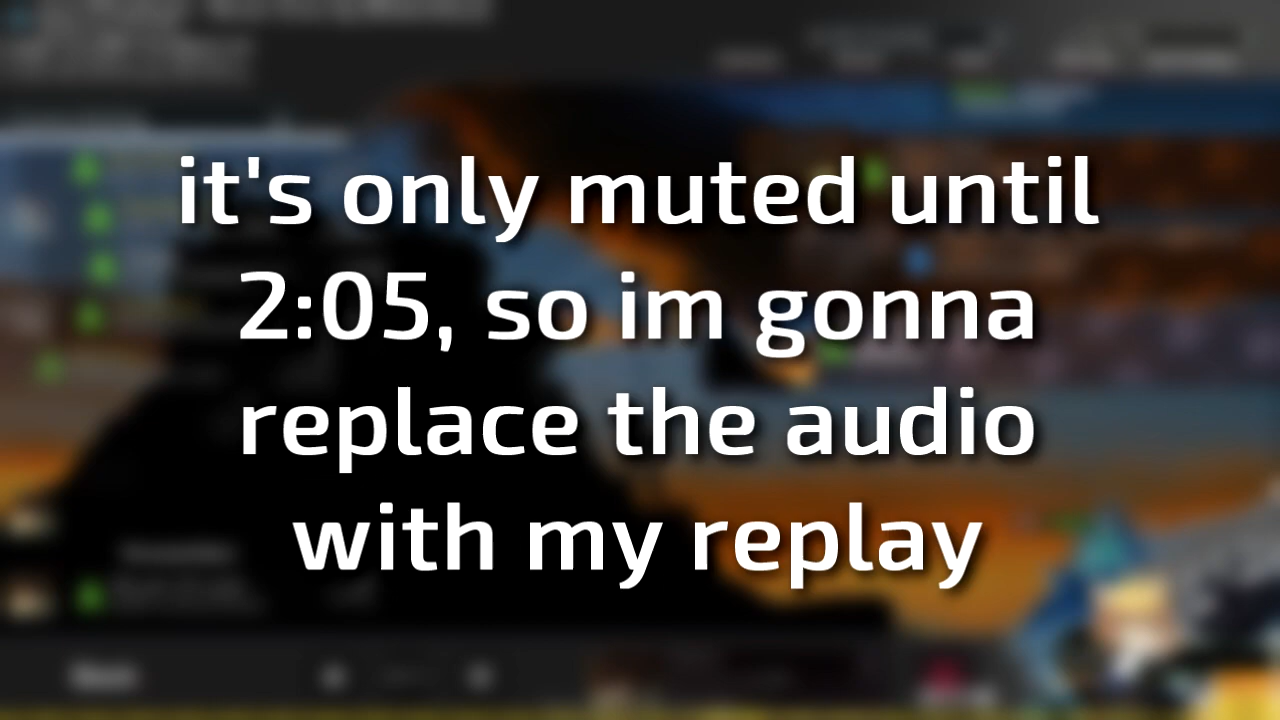 it's only muted until
2:05, so im gonna
replace the audio
with my replay